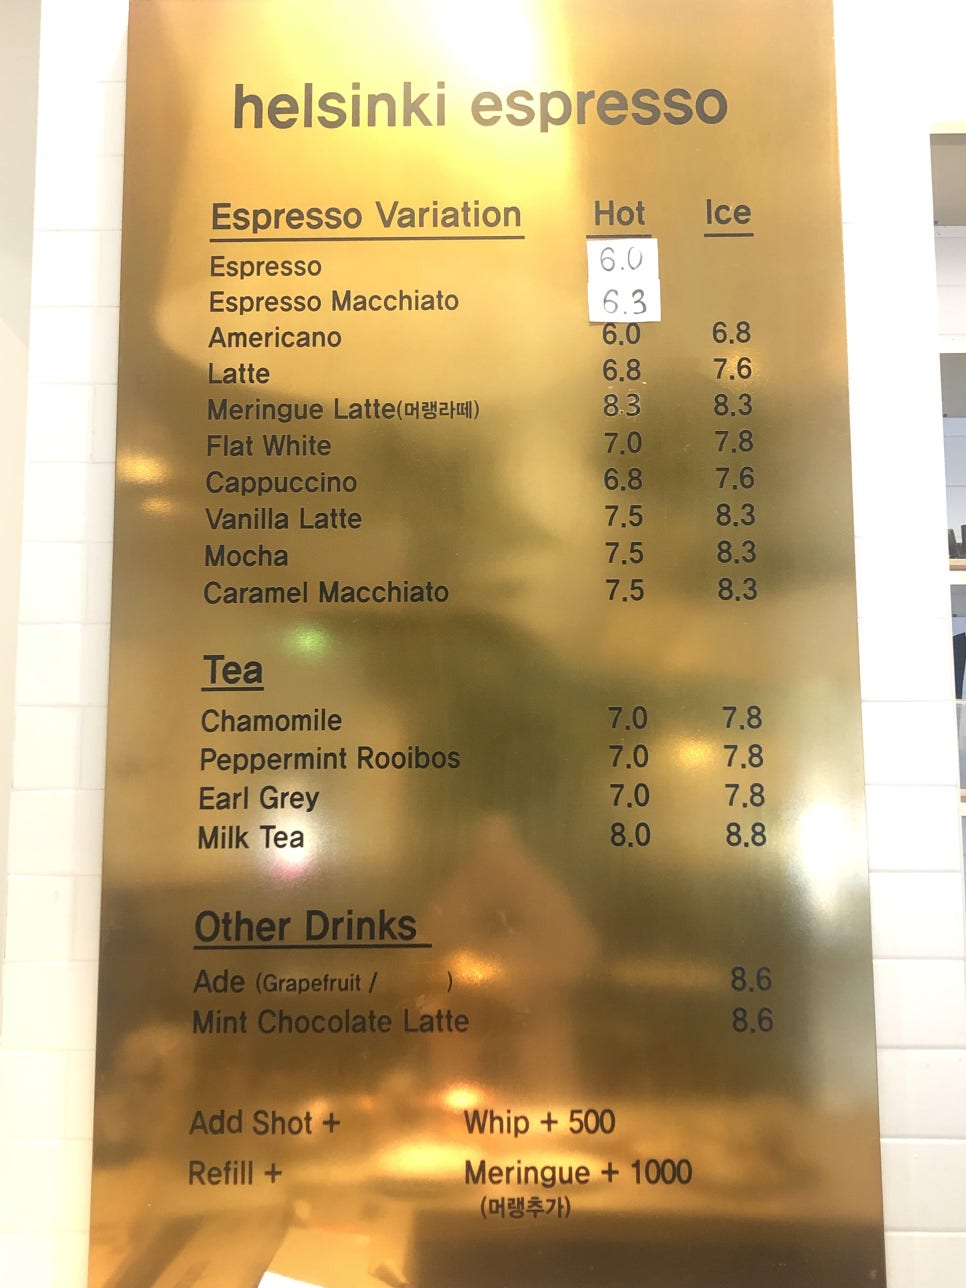 helsinki espresso
Espresso Variation Hot Ice
Espresso 6.0
Espresso Macchiato 6.3
Americano 6.0 6.8
Latte 6.8 7.6
Meringue Latte(머랭라떼) 8.3 8.3
Flat White 7.0 7.8
Cappuccino 6.8 7.6
Vanilla Latte 7.5 8.3
Mocha 7.5 8.3
Caramel Macchiato 7.5 8.3
Tea
Chamomile 7.0 7.8
Peppermint Rooibos 7.0 7.8
Earl Grey 7.0 7.8
Milk Tea 8.0 8.8
Other Drinks
Ade (Grapefruit / ) 8.6
Mint Chocolate Latte 8.6
Add Shot + Whip + 500
Refill + Meringue + 1000
(머랭추가)